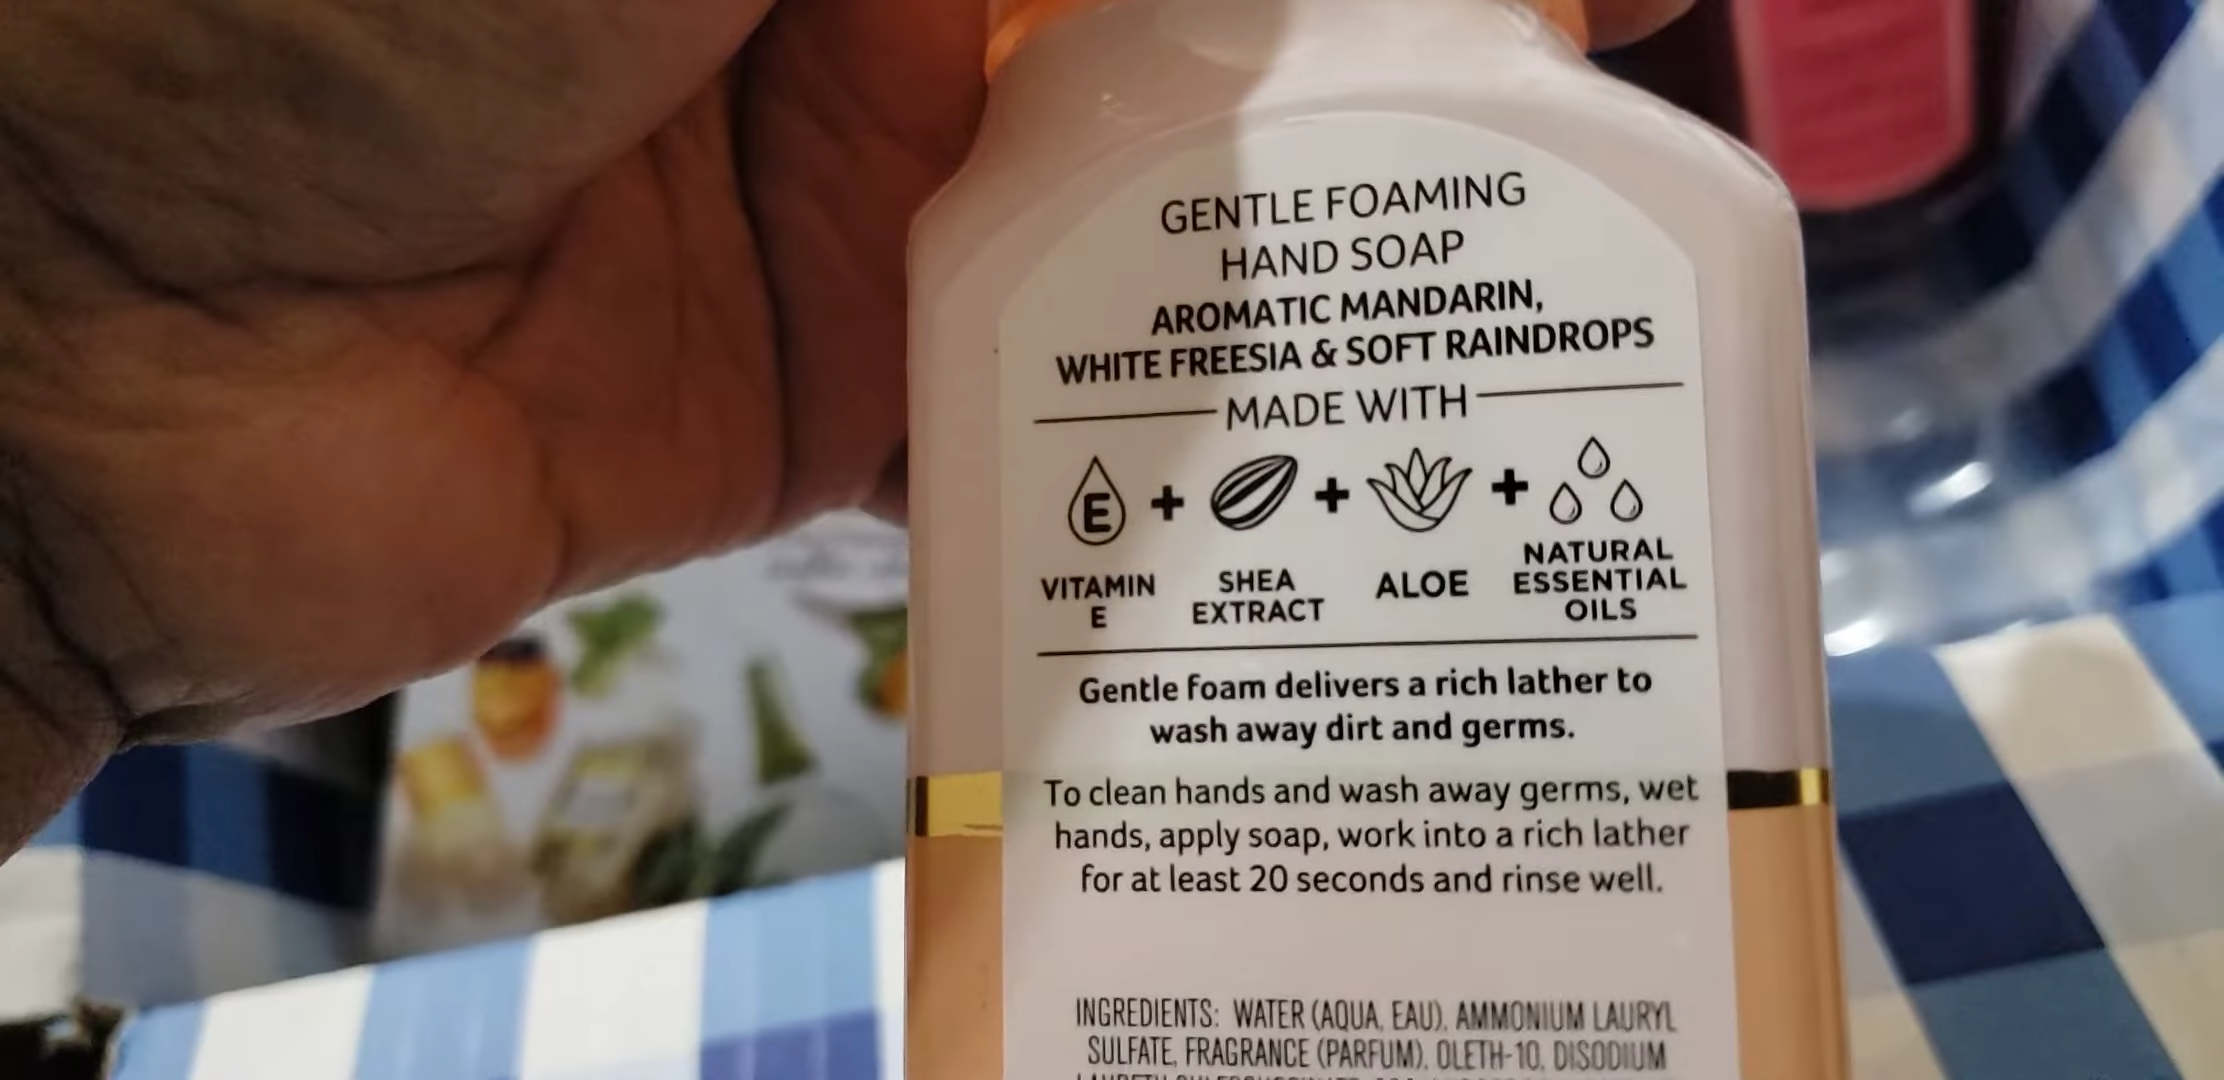 GENTLE FOAMING
HAND SOAP
AROMATIC MANDARIN,
WHITE FREESIA & SOFT RAINDROPS
MADE WITH
E + + +
VITAMIN E
SHEA EXTRACT
ALOE
NATURAL ESSENTIAL OILS
Gentle foam delivers a rich lather to
wash away dirt and germs.
To clean hands and wash away germs, wet
hands, apply soap, work into a rich lather
for at least 20 seconds and rinse well.
INGREDIENTS: WATER (AQUA, EAU), AMMONIUM LAURYL
SULFATE, FRAGRANCE (PARFUM), OLETH-10, DISODIUM